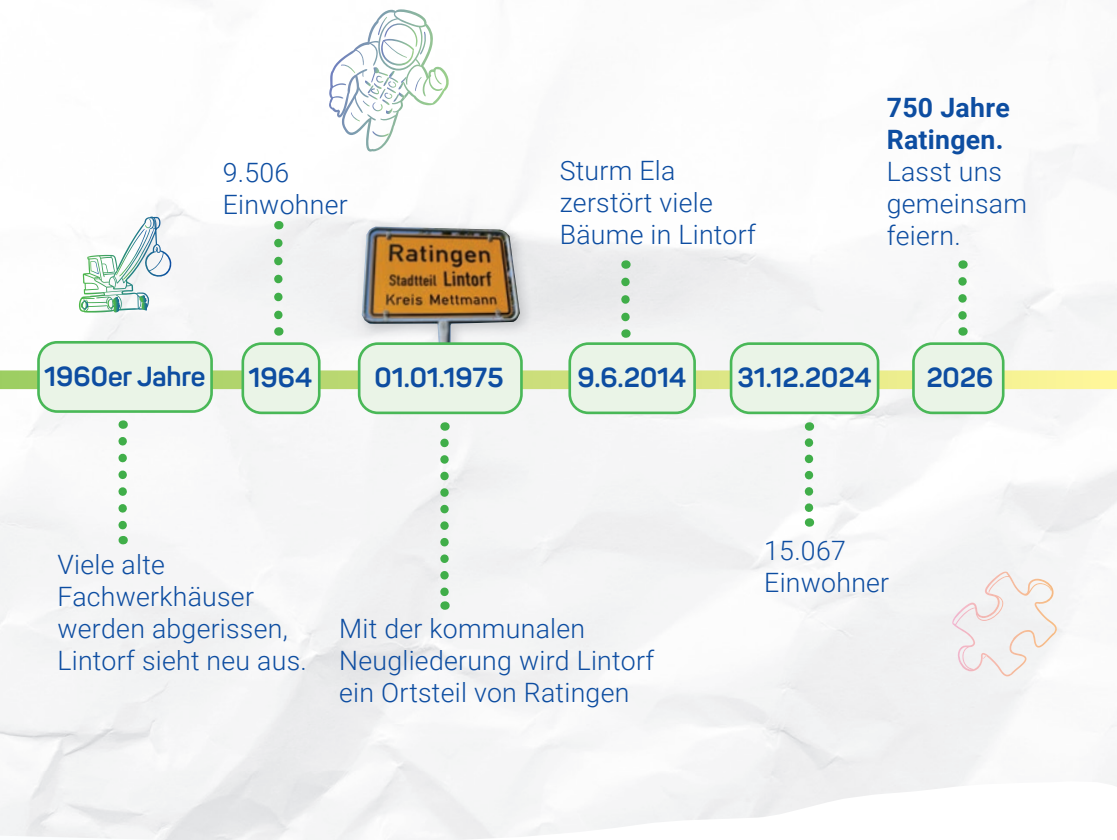 750 Jahre
Ratingen.
Lasst uns
gemeinsam
feiern.
9.506
Einwohner
Sturm Ela
zerstört viele
Bäume in Lintorf
Ratingen
Stadtteil Lintorf
Kreis Mettmann
1960er Jahre
1964
01.01.1975
9.6.2014
31.12.2024
2026
Viele alte
Fachwerkhäuser
werden abgerissen,
Lintorf sieht neu aus.
Mit der kommunalen
Neugliederung wird Lintorf
ein Ortsteil von Ratingen
15.067
Einwohner